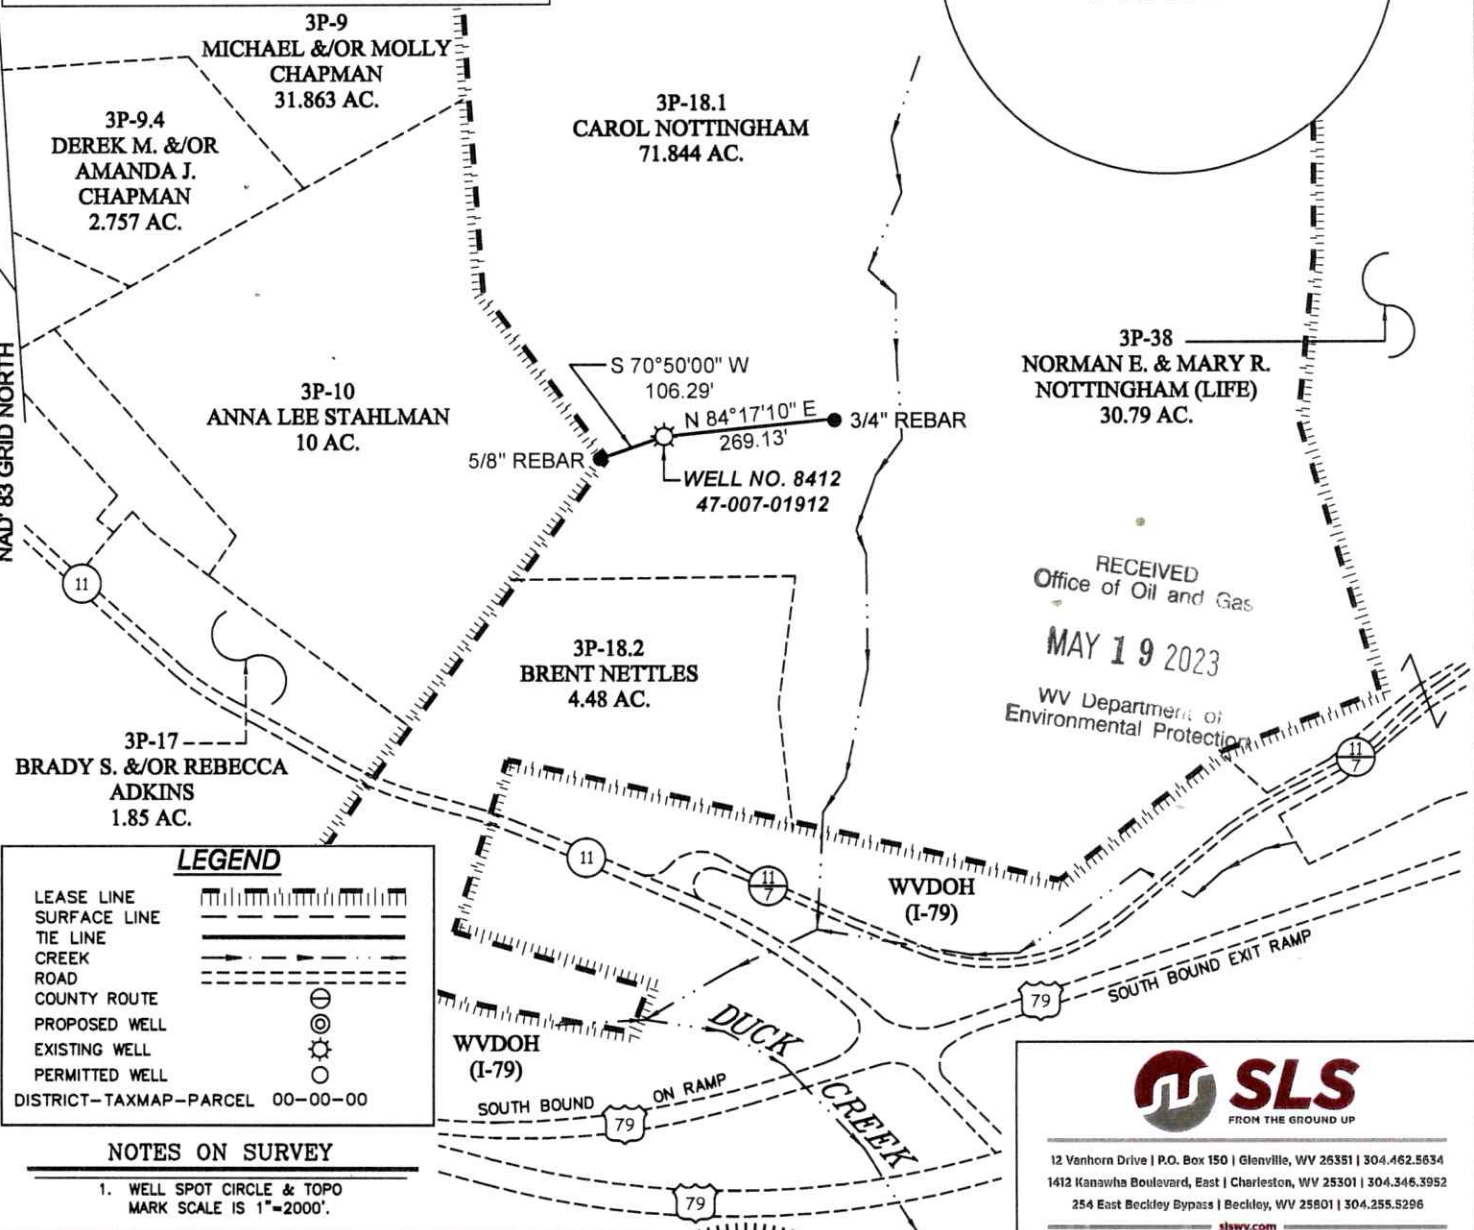 3P-9
MICHAEL &/OR MOLLY
CHAPMAN
31.863 AC.
3P-9.4
DEREK M. &/OR
AMANDA J.
CHAPMAN
2.757 AC.
3P-18.1
CAROL NOTTINGHAM
71.844 AC.
NAD' 83 GRID NORTH
3P-10
ANNA LEE STAHLMAN
10 AC.
S 70°50'00" W
106.29'
N 84°17'10" E
269.13'
3/4" REBAR
5/8" REBAR
WELL NO. 8412
47-007-01912
3P-38
NORMAN E. & MARY R.
NOTTINGHAM (LIFE)
30.79 AC.
RECEIVED
Office of Oil and Gas
MAY 19 2023
WV Department of
Environmental Protection
11
3P-18.2
BRENT NETTLES
4.48 AC.
3P-17
BRADY S. &/OR REBECCA
ADKINS
1.85 AC.
11
7
11
11
7
WVDOH
(I-79)
LEGEND
LEASE LINE
SURFACE LINE
TIE LINE
CREEK
ROAD
COUNTY ROUTE
PROPOSED WELL
EXISTING WELL
PERMITTED WELL
DISTRICT-TAXMAP-PARCEL 00-00-00
WVDOH
(I-79)
DUCK
CREEK
79
SOUTH BOUND EXIT RAMP
SOUTH BOUND
79
ON RAMP
79
NOTES ON SURVEY
1. WELL SPOT CIRCLE & TOPO
MARK SCALE IS 1"=2000'.
SLS
FROM THE GROUND UP
12 Vanhorn Drive | P.O. Box 150 | Glenville, WV 26351 | 304.462.5634
1412 Kanawha Boulevard, East | Charleston, WV 25301 | 304.346.3952
254 East Beckley Bypass | Beckley, WV 25801 | 304.255.5296
slswv.com